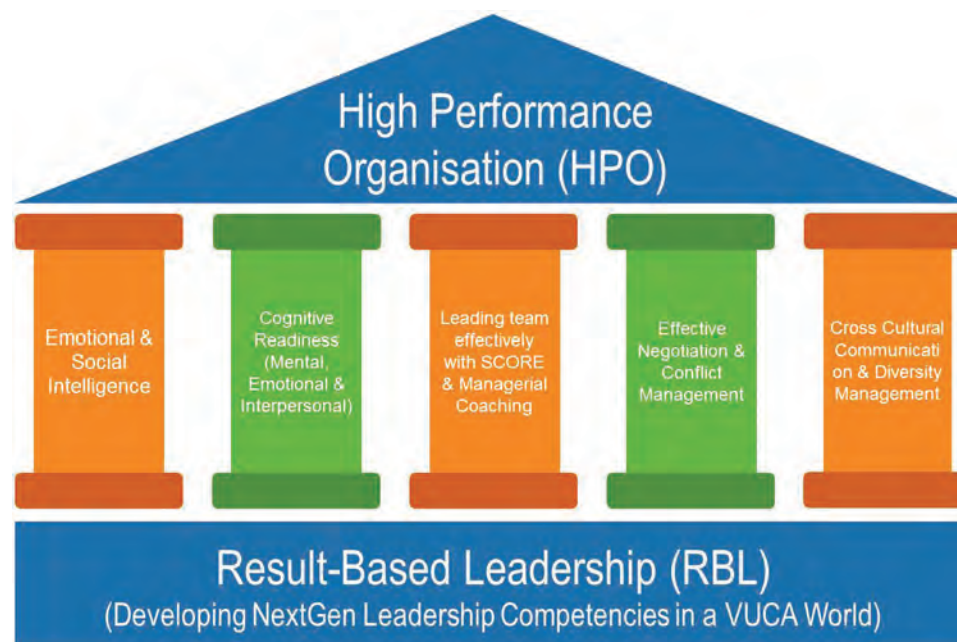 High Performance
Organisation (HPO)
Emotional &
Social
Intelligence
Cognitive
Readiness
(Mental,
Emotional &
Interpersonal)
Leading team
effectively
with SCORE
& Managerial
Coaching
Effective
Negotiation &
Conflict
Management
Cross Cultural
Communicati
on & Diversity
Management
Result-Based Leadership (RBL)
(Developing NextGen Leadership Competencies in a VUCA World)